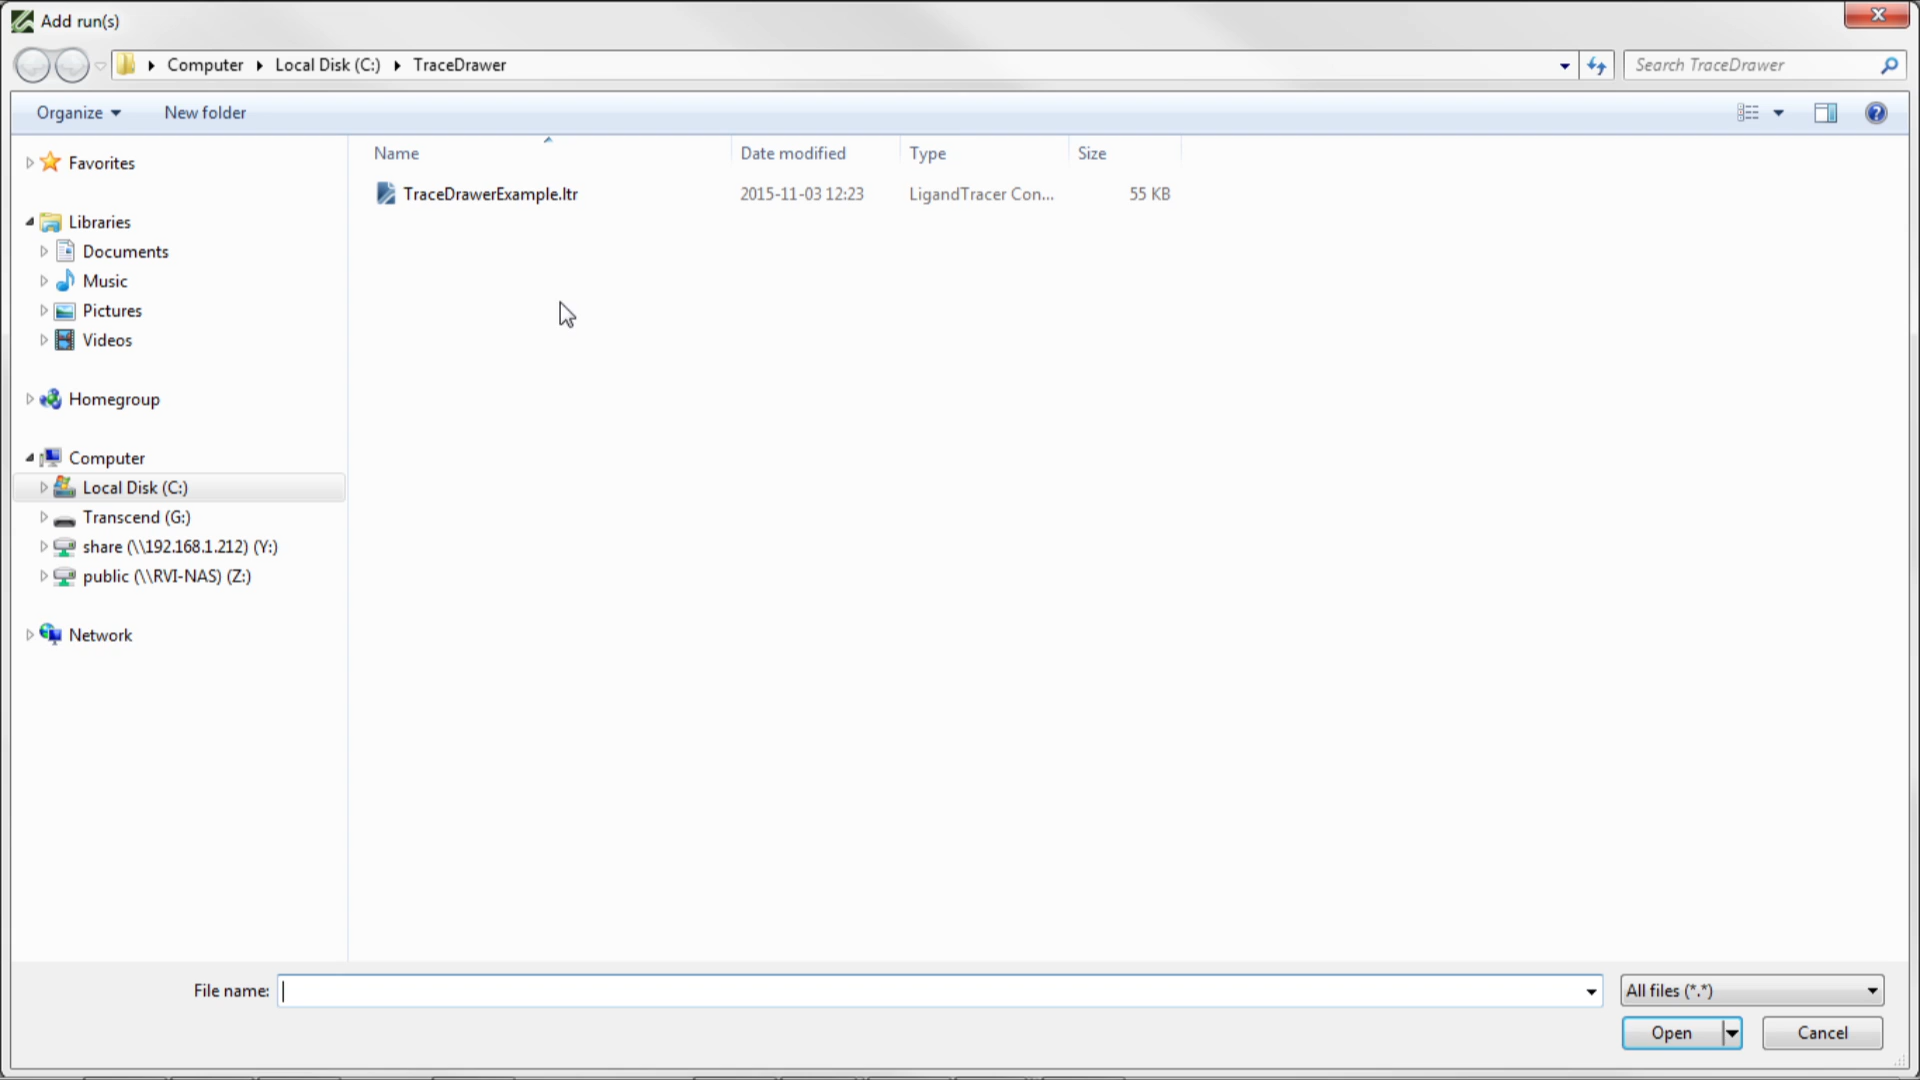 Add run(s)
Computer Local Disk (C:) TraceDrawer
Search TraceDrawer
Organize New folder
Name Date modified Type Size
TraceDrawerExample.ltr 2015-11-03 12:23 LigandTracer Con... 55 KB
Favorites
Libraries
Documents
Music
Pictures
Videos
Homegroup
Computer
Local Disk (C:)
Transcend (G:)
share (\\192.168.1.212) (Y:)
public (\\RVI-NAS) (Z:)
Network
File name:
All files (*.*)
Open Cancel